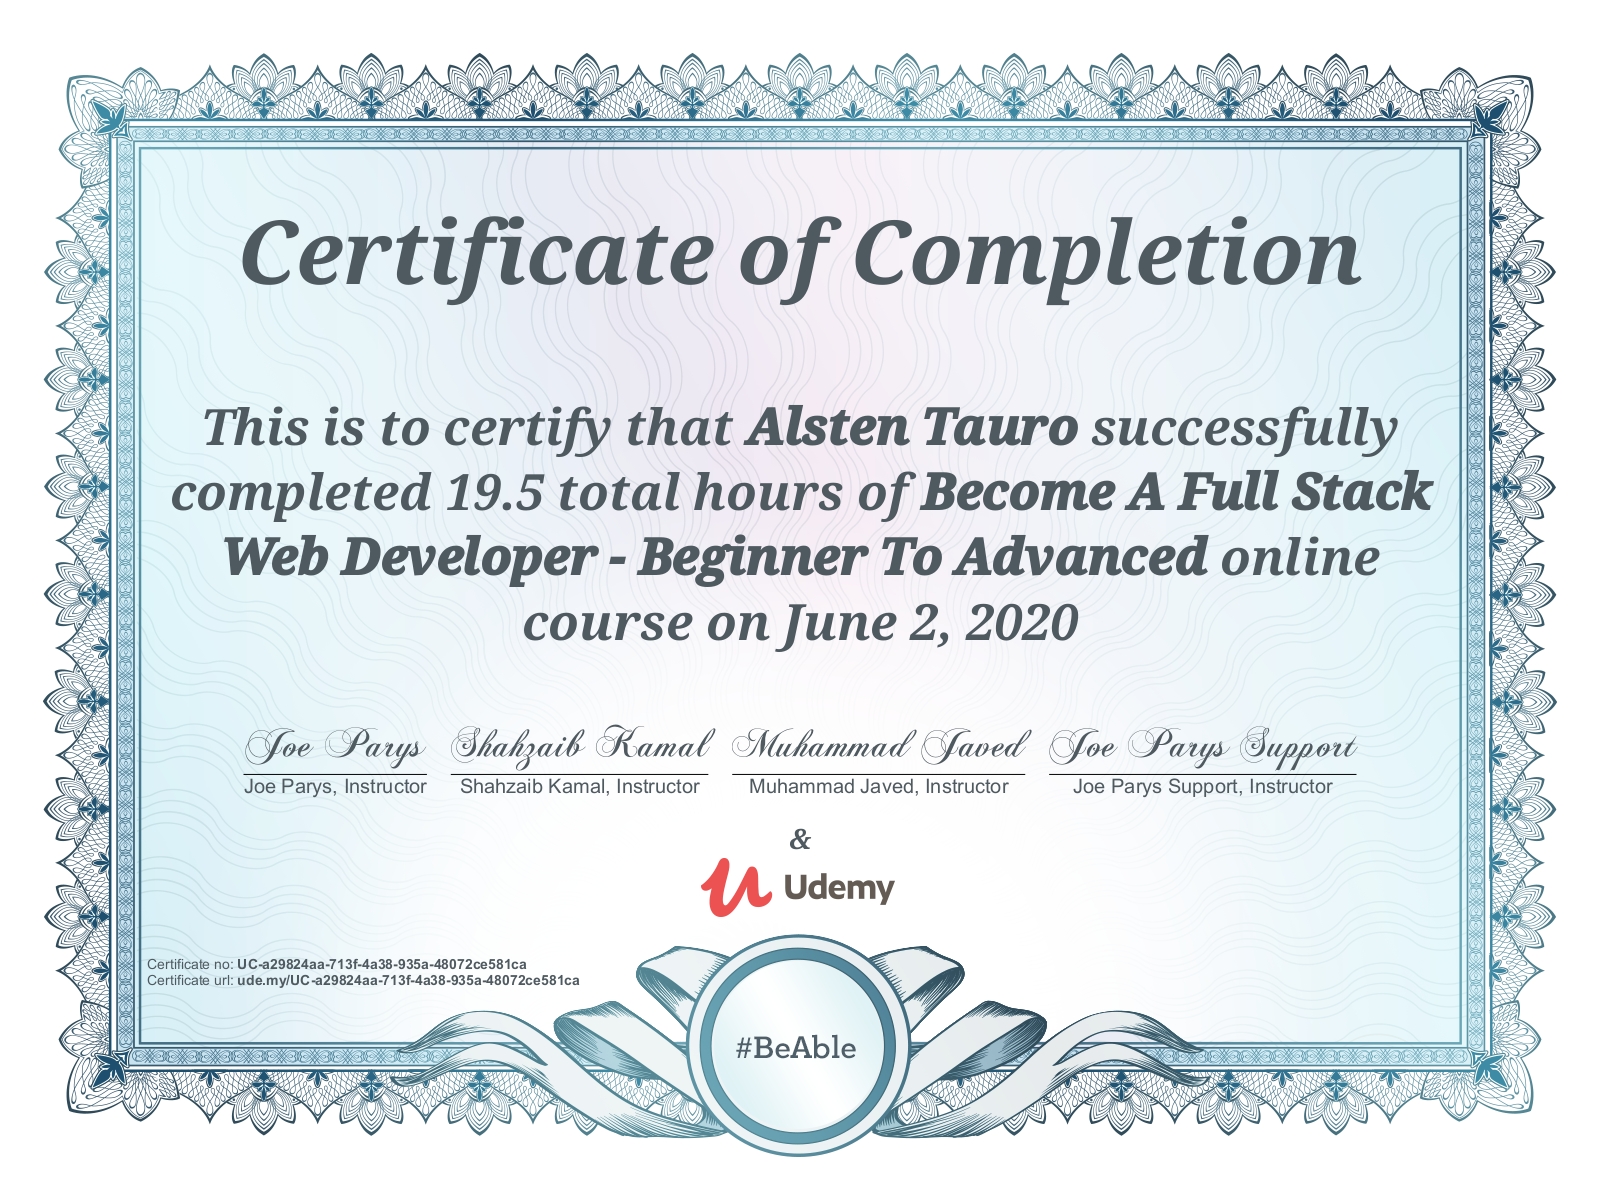 Certificate of Completion
This is to certify that Alsten Tauro successfully
completed 19.5 total hours of Become A Full Stack
Web Developer - Beginner To Advanced online
course on June 2, 2020
Joe Parys Shahzaib Kamal Muhammad Javed Joe Parys Support
Joe Parys, Instructor Shahzaib Kamal, Instructor Muhammad Javed, Instructor Joe Parys Support, Instructor
&
Udemy
Certificate no: UC-a29824aa-713f-4a38-935a-48072ce581ca
Certificate url: ude.my/UC-a29824aa-713f-4a38-935a-48072ce581ca
#BeAble